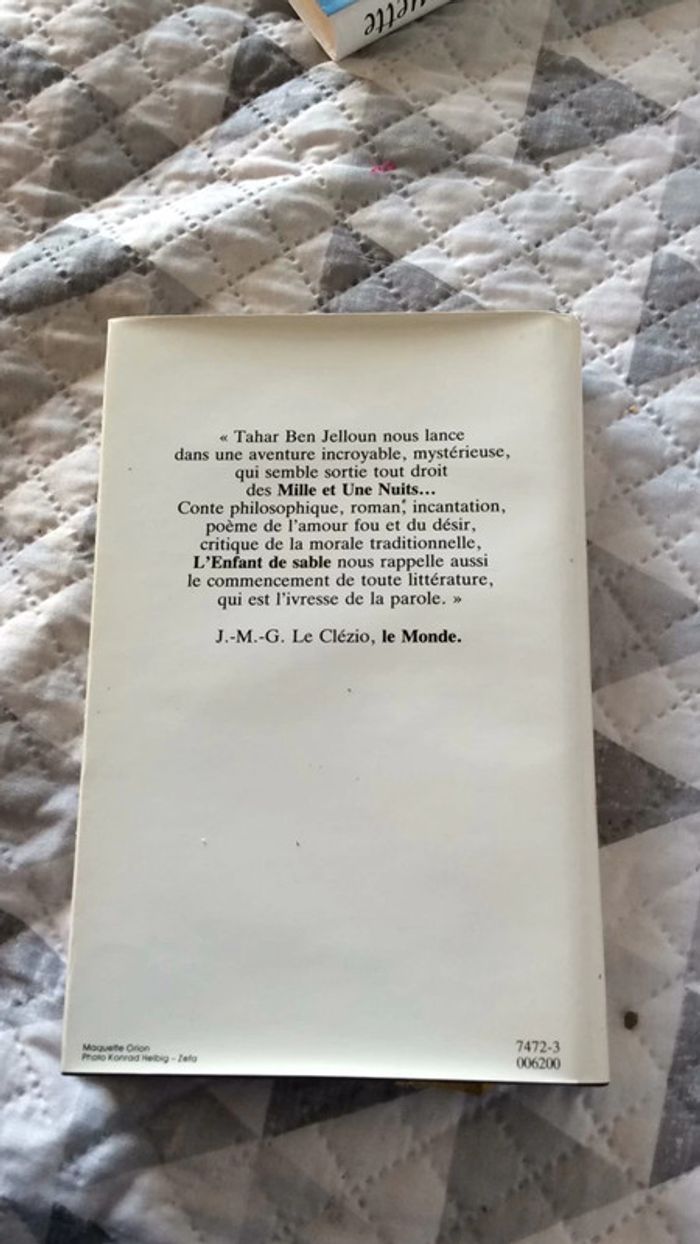 uette
« Tahar Ben Jelloun nous lance
dans une aventure incroyable, mystérieuse,
qui semble sortie tout droit
des Mille et Une Nuits...
Conte philosophique, roman, incantation,
poème de l'amour fou et du désir,
critique de la morale traditionnelle,
L'Enfant de sable nous rappelle aussi
le commencement de toute littérature,
qui est l'ivresse de la parole. »
J.-M.-G. Le Clézio, le Monde.
Maquette Orion
Photo Konrad Helbig - Zefa
7472-3
006200